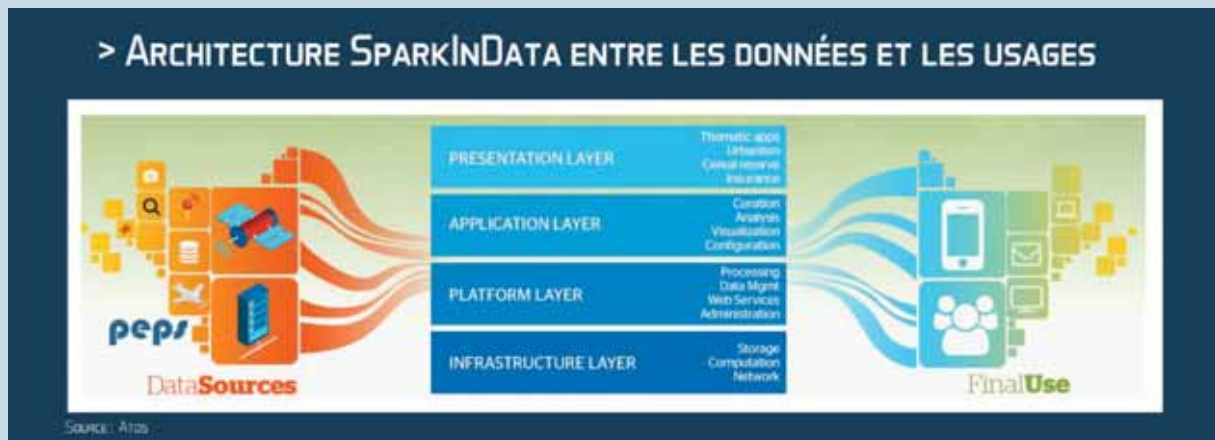 > ARCHITECTURE SPARKINDATA ENTRE LES DONNÉES ET LES USAGES
PRESENTATION LAYER
Thematic apps
Urbanism
Cereal reserve
Insurance
APPLICATION LAYER
Curation
Analysis
Visualization
Configuration
PLATFORM LAYER
Processing
Data Mgmt
Web Services
Administration
INFRASTRUCTURE LAYER
Storage
Computation
Network
peps
DataSources
FinalUse
SOURCE : ATOS